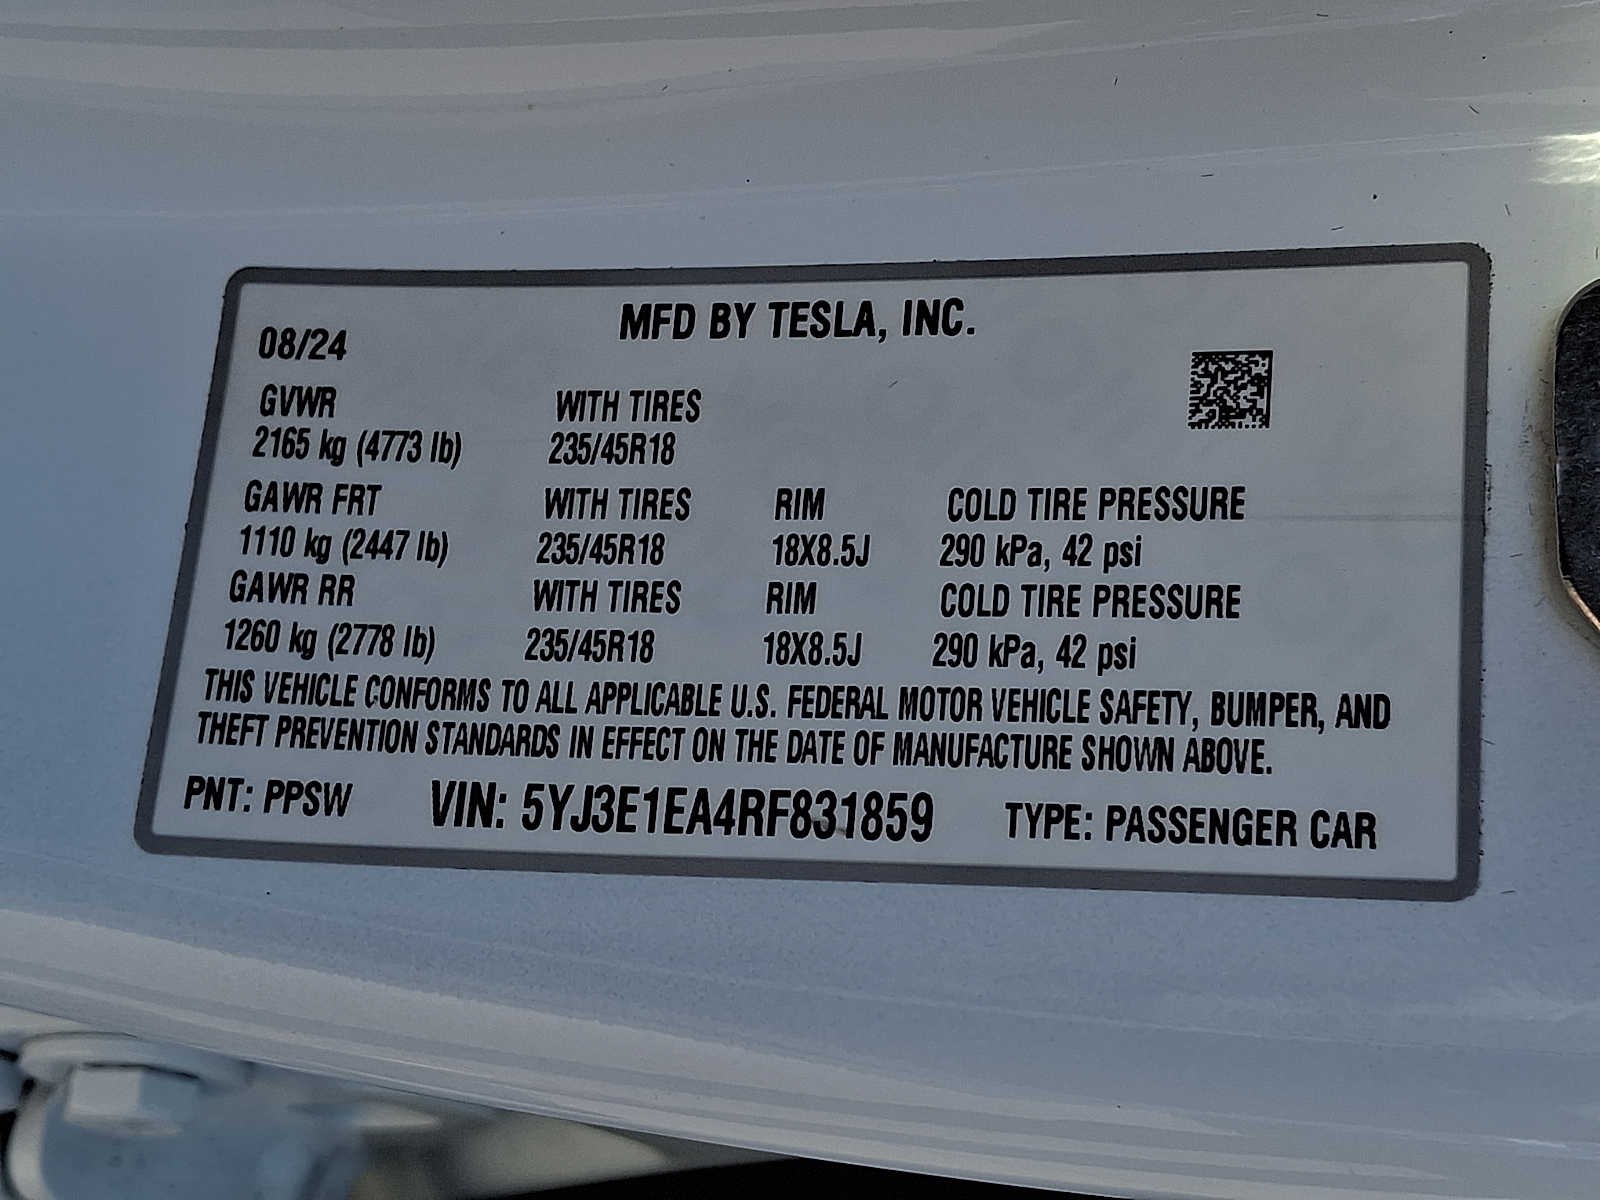 MFD BY TESLA, INC.
08/24
GVWR WITH TIRES
2165 kg (4773 lb) 235/45R18
GAWR FRT WITH TIRES RIM COLD TIRE PRESSURE
1110 kg (2447 lb) 235/45R18 18X8.5J 290 kPa, 42 psi
GAWR RR WITH TIRES RIM COLD TIRE PRESSURE
1260 kg (2778 lb) 235/45R18 18X8.5J 290 kPa, 42 psi
THIS VEHICLE CONFORMS TO ALL APPLICABLE U.S. FEDERAL MOTOR VEHICLE SAFETY, BUMPER, AND
THEFT PREVENTION STANDARDS IN EFFECT ON THE DATE OF MANUFACTURE SHOWN ABOVE.
PNT: PPSW VIN: 5YJ3E1EA4RF831859 TYPE: PASSENGER CAR